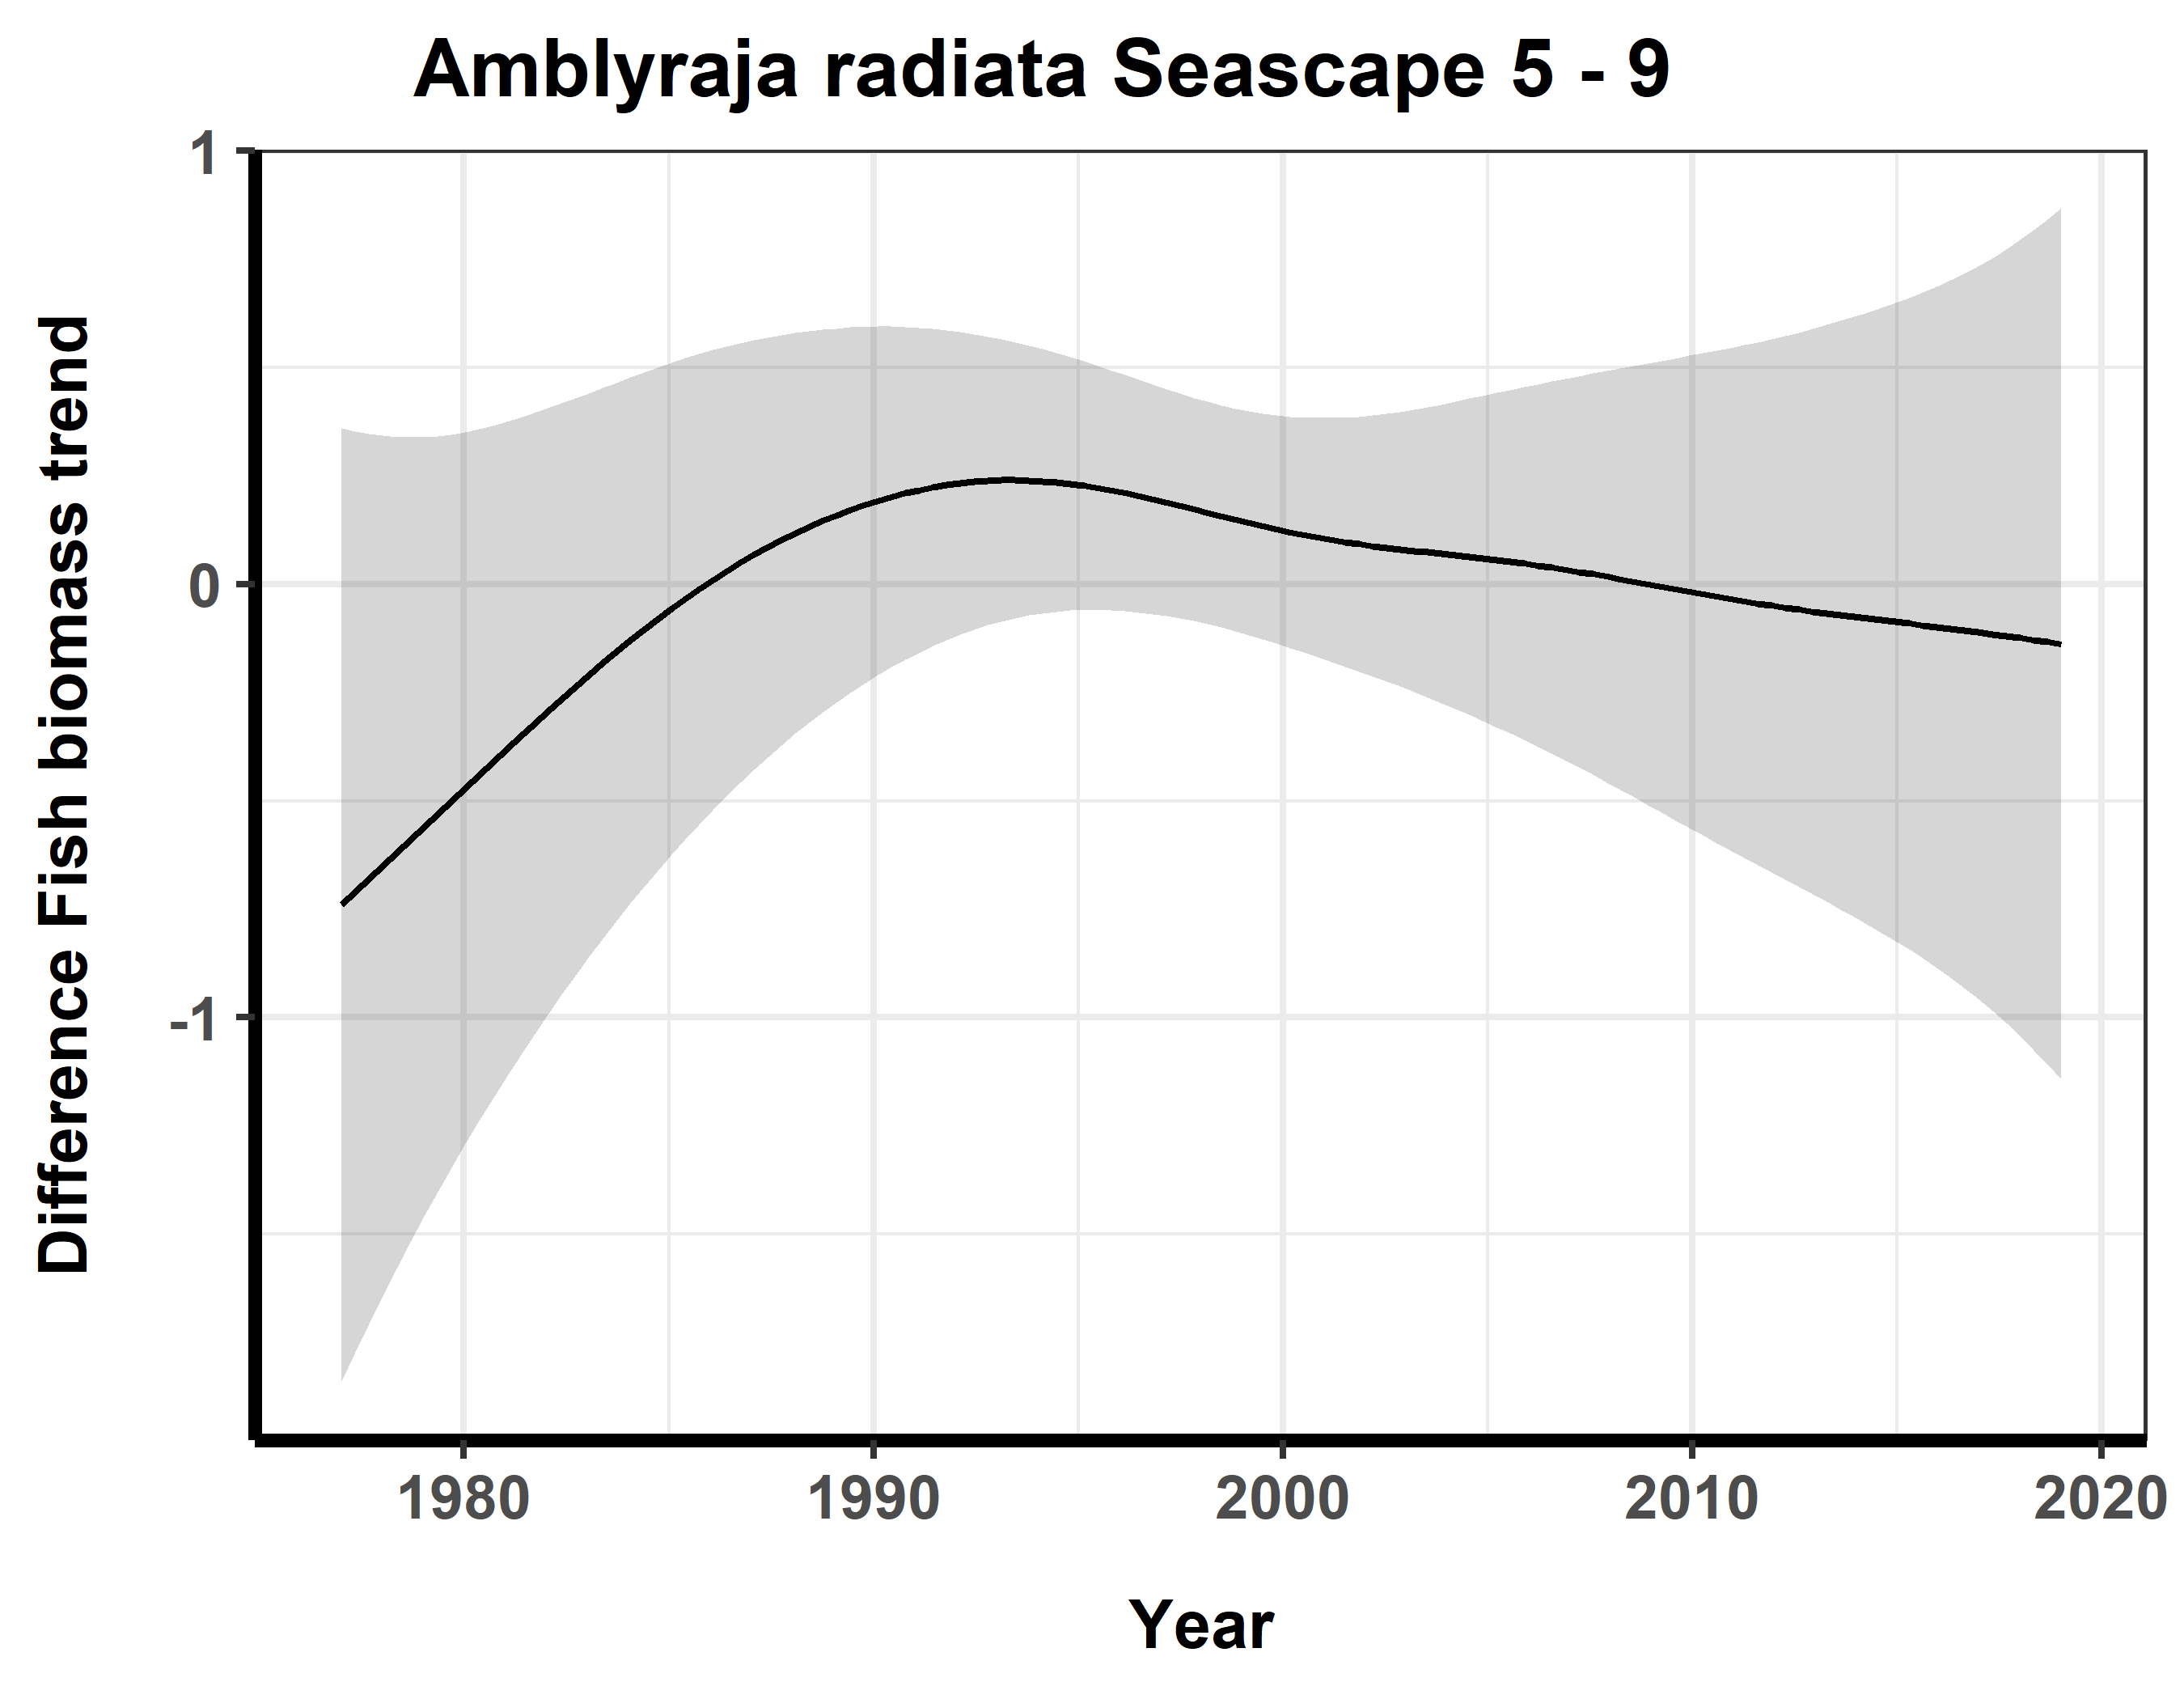 Amblyraja radiata Seascape 5 - 9
Difference Fish biomass trend
1
0
-1
1980 1990 2000 2010 2020
Year